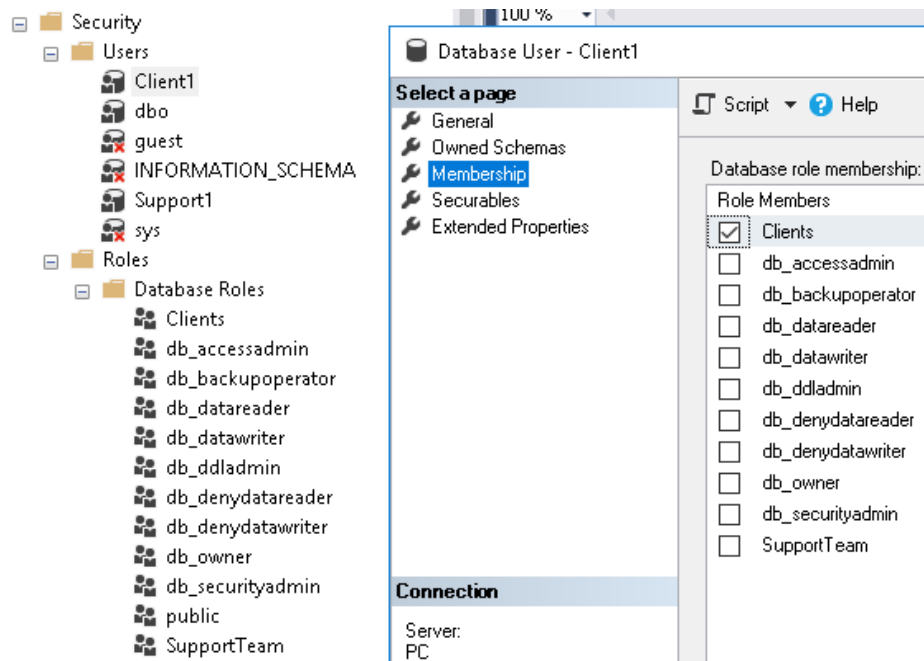 Security
Users
Client1
dbo
guest
INFORMATION_SCHEMA
Support1
sys
Roles
Database Roles
Clients
db_accessadmin
db_backupoperator
db_datareader
db_datawriter
db_ddladmin
db_denydatareader
db_denydatawriter
db_owner
db_securityadmin
public
SupportTeam
100 %
Database User - Client1
Select a page
General
Owned Schemas
Membership
Securables
Extended Properties
Connection
Server:
PC
Script Help
Database role membership:
Role Members
Clients
db_accessadmin
db_backupoperator
db_datareader
db_datawriter
db_ddladmin
db_denydatareader
db_denydatawriter
db_owner
db_securityadmin
SupportTeam